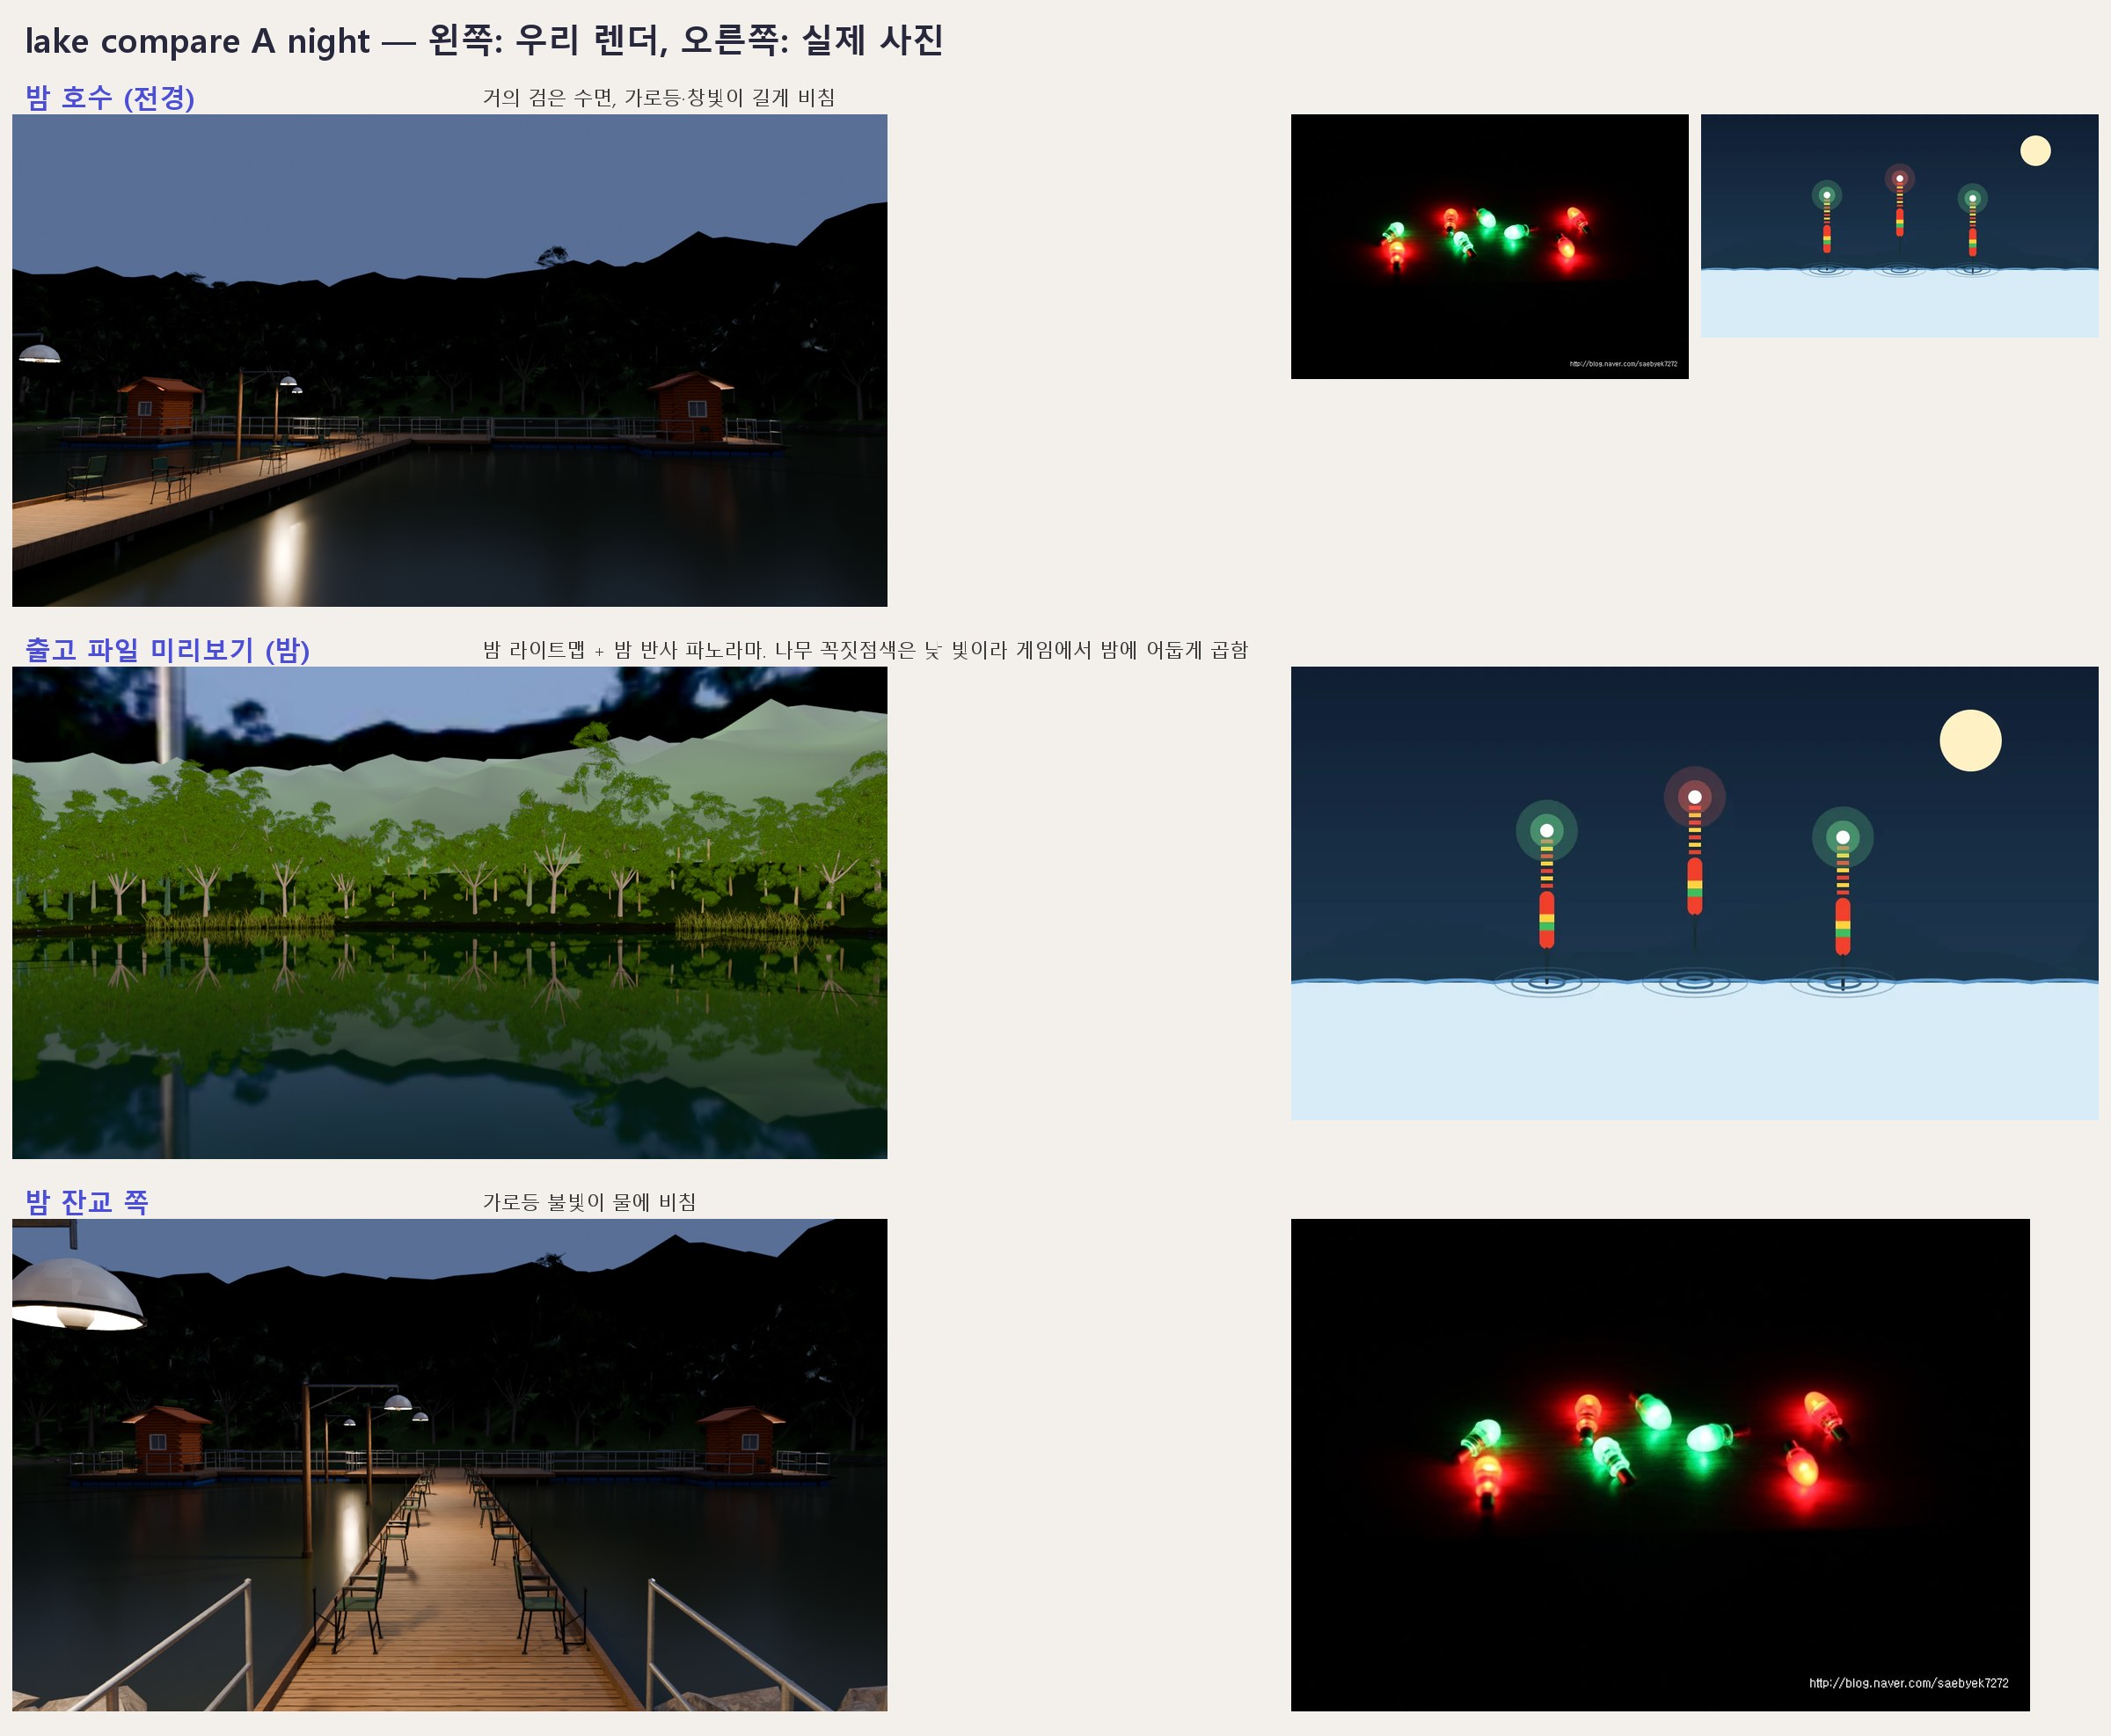 lake compare A night — 왼쪽: 우리 렌더, 오른쪽: 실제 사진
밤 호수 (전경) 거의 검은 수면, 가로등·창빛이 길게 비침
http://blog.naver.com/saebyek7272
출고 파일 미리보기 (밤) 밤 라이트맵 + 밤 반사 파노라마. 나무 꼭짓점색은 낮 빛이라 게임에서 밤에 어둡게 곱함
밤 잔교 쪽 가로등 불빛이 물에 비침
http://blog.naver.com/saebyek7272